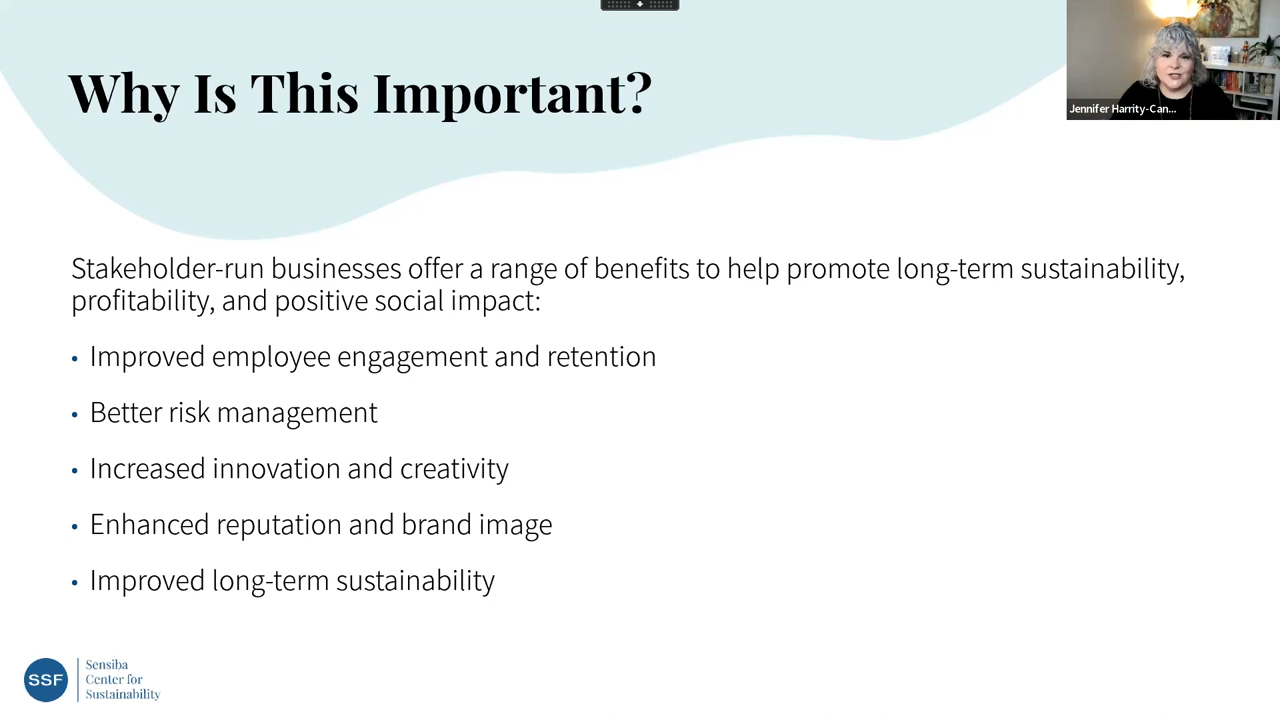 Why Is This Important?
Jennifer Harrity-Can...
Stakeholder-run businesses offer a range of benefits to help promote long-term sustainability,
profitability, and positive social impact:
• Improved employee engagement and retention
• Better risk management
• Increased innovation and creativity
• Enhanced reputation and brand image
• Improved long-term sustainability
SSF
Sensiba
Center for
Sustainability